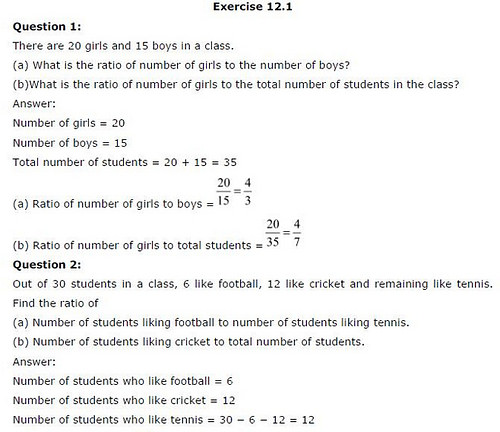 Exercise 12.1
Question 1:
There are 20 girls and 15 boys in a class.
(a) What is the ratio of number of girls to the number of boys?
(b)What is the ratio of number of girls to the total number of students in the class?
Answer:
Number of girls = 20
Number of boys = 15
Total number of students = 20 + 15 = 35
(a) Ratio of number of girls to boys = 20/15 = 4/3
(b) Ratio of number of girls to total students = 20/35 = 4/7
Question 2:
Out of 30 students in a class, 6 like football, 12 like cricket and remaining like tennis.
Find the ratio of
(a) Number of students liking football to number of students liking tennis.
(b) Number of students liking cricket to total number of students.
Answer:
Number of students who like football = 6
Number of students who like cricket = 12
Number of students who like tennis = 30 − 6 − 12 = 12